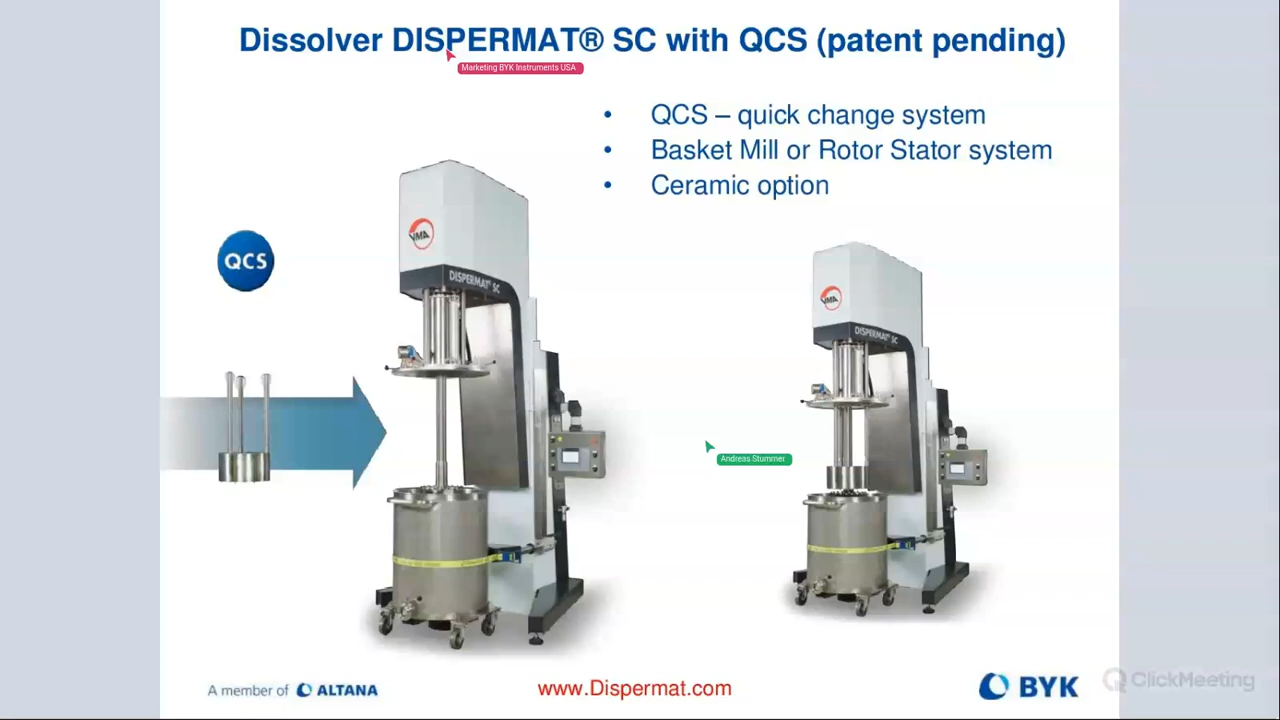 Dissolver DISPERMAT® SC with QCS (patent pending)
Marketing BYK Instruments USA
• QCS – quick change system
• Basket Mill or Rotor Stator system
• Ceramic option
QCS
VMA
DISPERMAT® SC
VMA
DISPERMAT® SC
Andreas Stummer
A member of ALTANA
www.Dispermat.com
BYK
ClickMeeting